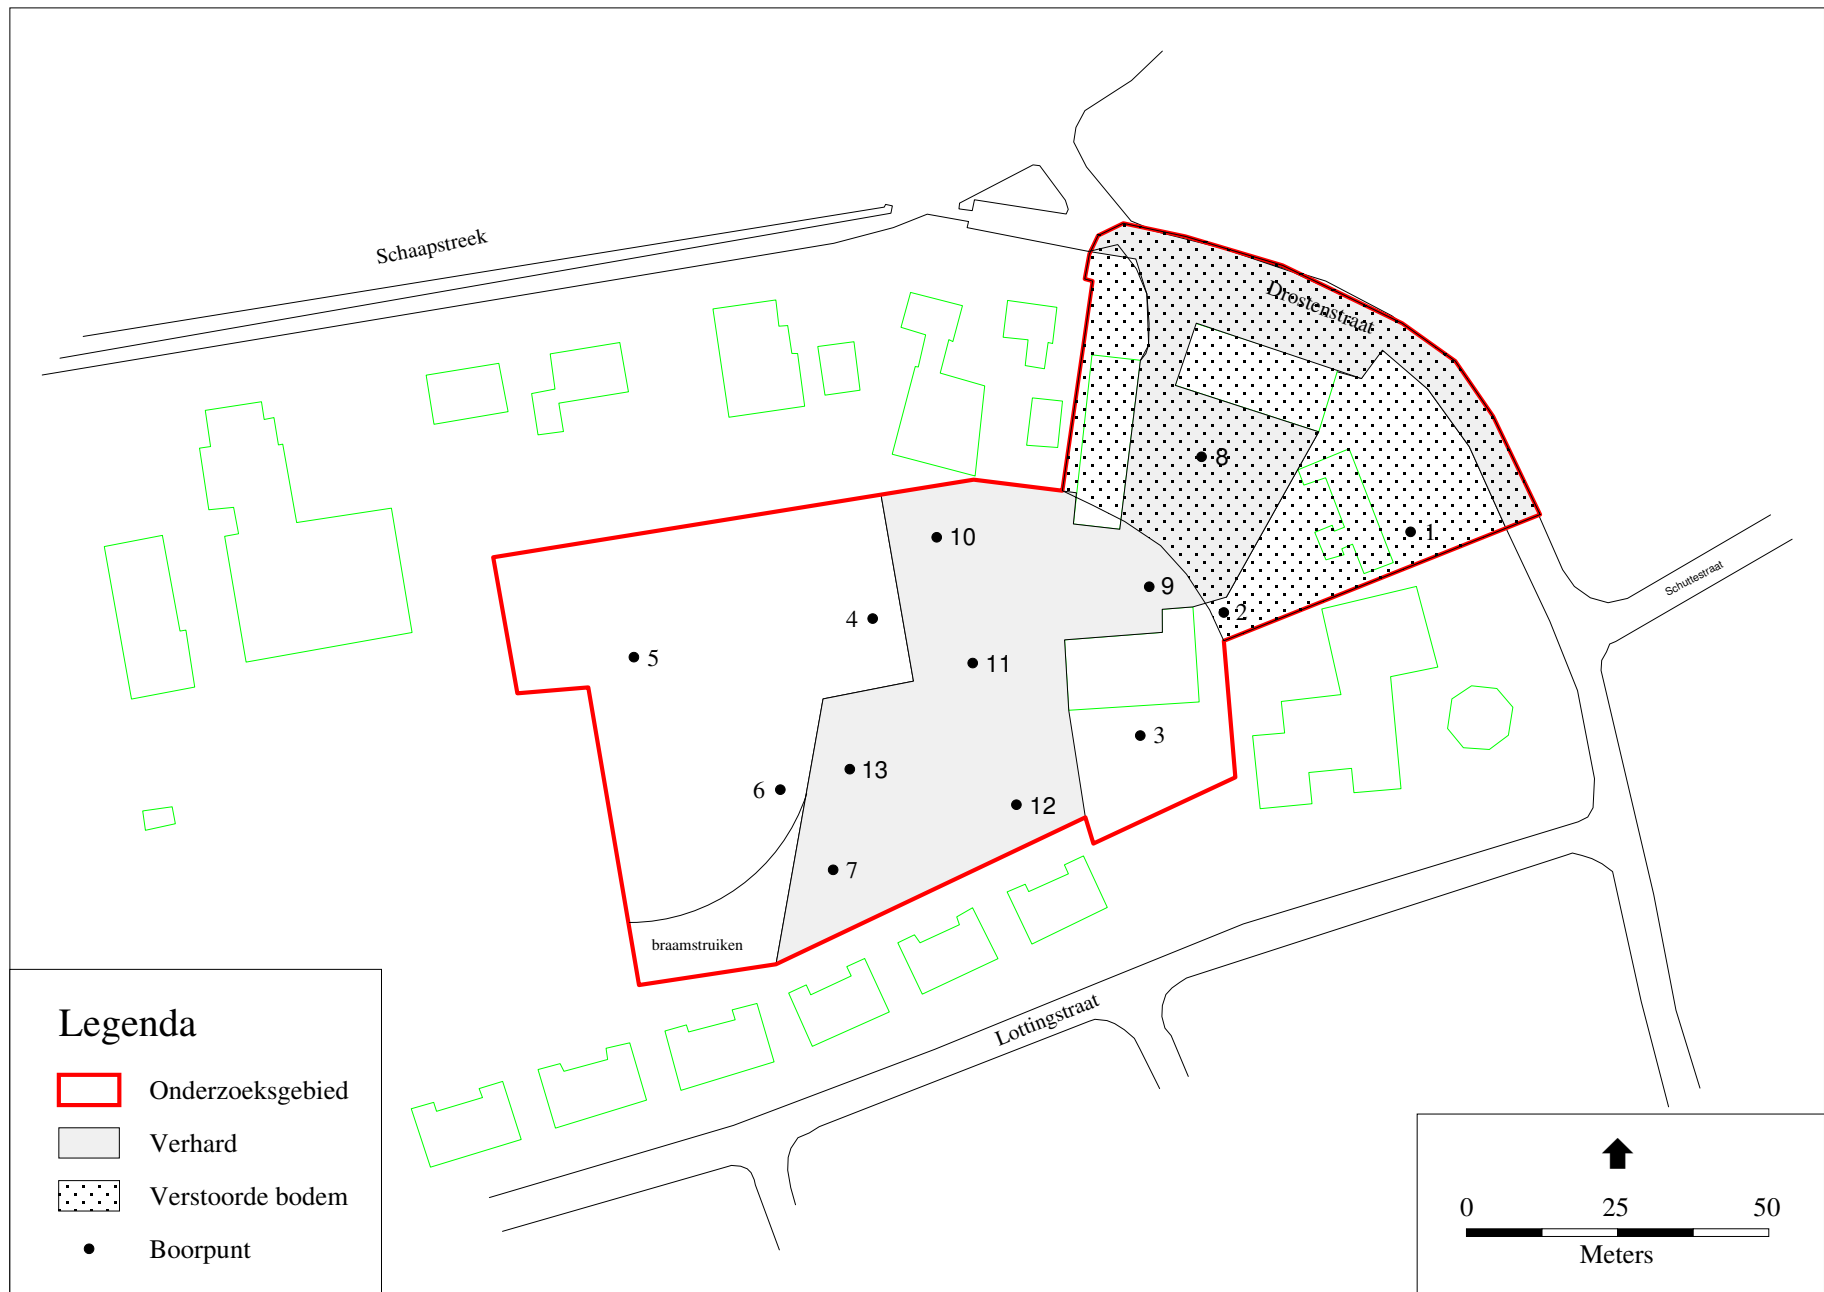 Schaapstreek
Drostenstraat
8
1
10
9
Schuttestraat
2
4
5
11
3
13
6
12
7
braamstruiken
Lottingstraat
Legenda
Onderzoeksgebied
Verhard
Verstoorde bodem
Boorpunt
0 25 50
Meters